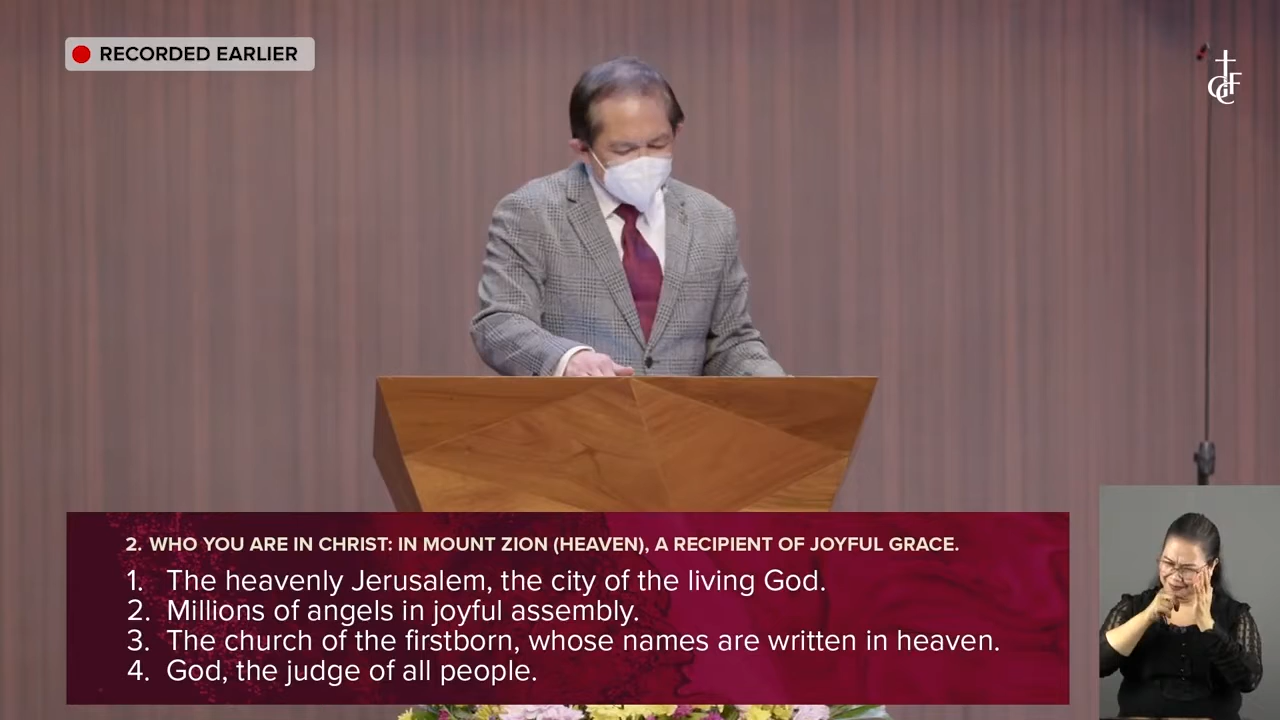 RECORDED EARLIER
GCF
2. WHO YOU ARE IN CHRIST: IN MOUNT ZION (HEAVEN), A RECIPIENT OF JOYFUL GRACE.
1. The heavenly Jerusalem, the city of the living God.
2. Millions of angels in joyful assembly.
3. The church of the firstborn, whose names are written in heaven.
4. God, the judge of all people.